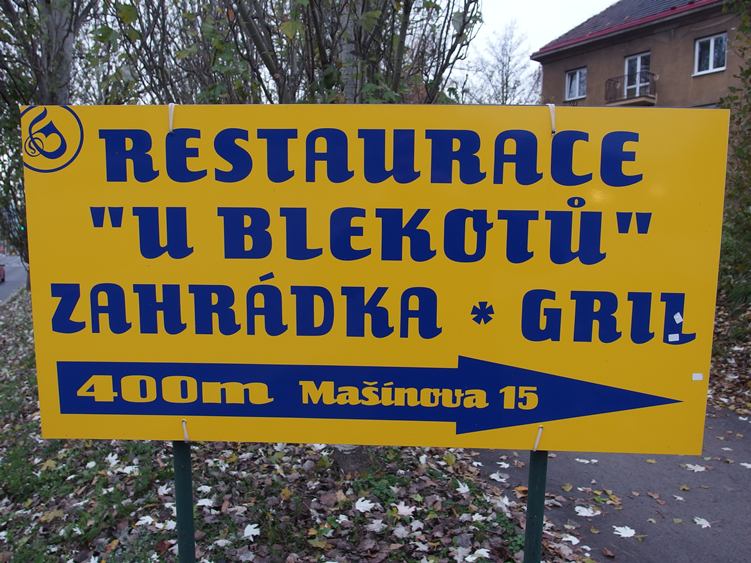 RESTAURACE
"U BLEKOTŮ"
ZAHRÁDKA * GRIL
400m Mašínova 15